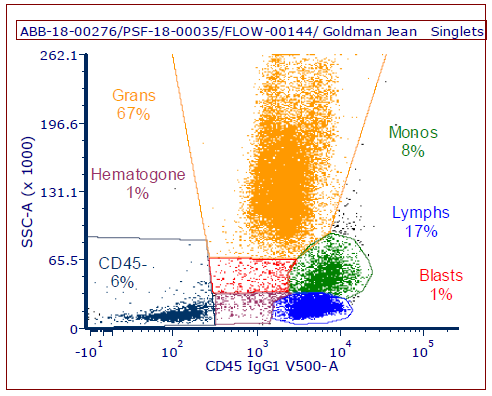 ABB-18-00276/PSF-18-00035/FLOW-00144/ Goldman Jean Singlets
262.1
196.6
131.1
65.5
0
SSC-A (x 1000)
Grans
67%
Monos
8%
Hematogone
1%
Lymphs
17%
CD45-
6%
Blasts
1%
-10¹ 10² 10³ 10⁴ 10⁵
CD45 IgG1 V500-A